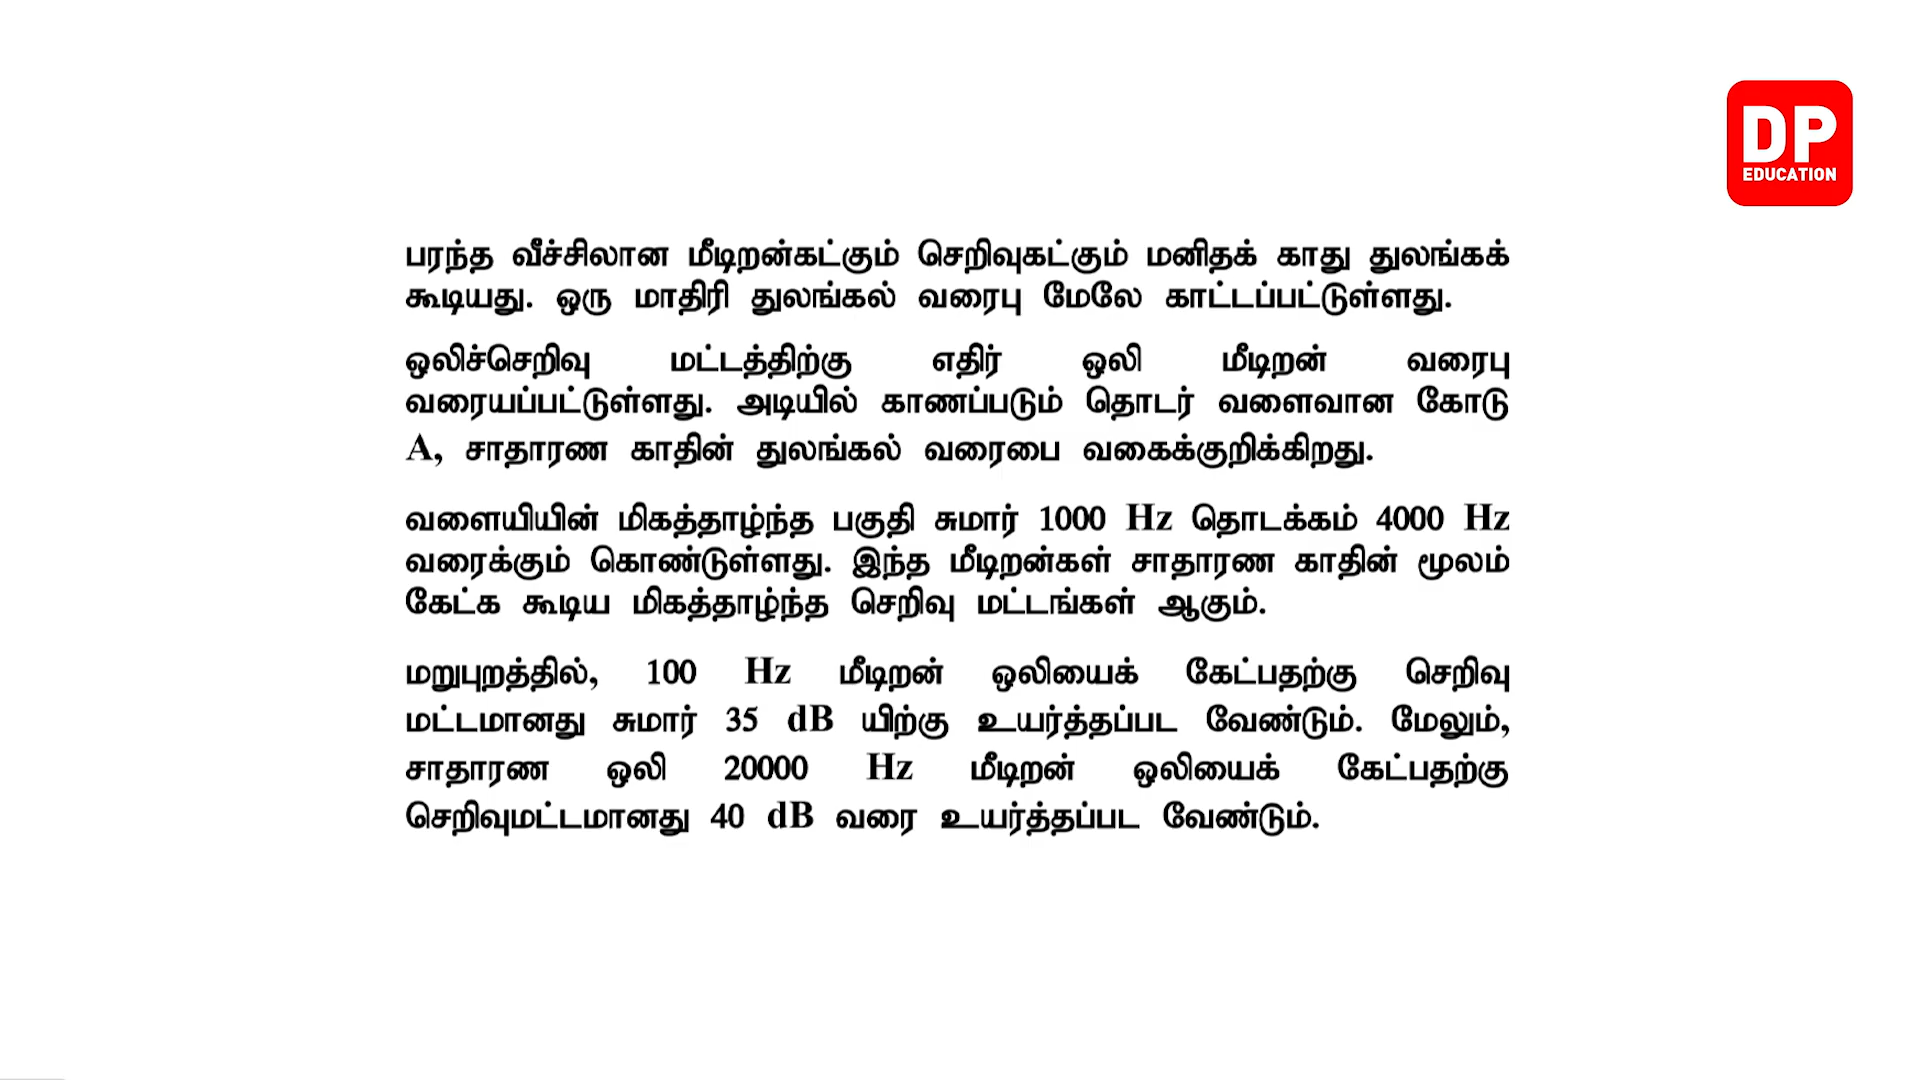 DP
EDUCATION
பரந்த வீச்சிலான மீடிறன்கட்கும் செறிவுகட்கும் மனிதக் காது துலங்கக்
கூடியது. ஒரு மாதிரி துலங்கல் வரைபு மேலே காட்டப்பட்டுள்ளது.
ஒலிச்செறிவு மட்டத்திற்கு எதிர் ஒலி மீடிறன் வரைபு
வரையப்பட்டுள்ளது. அடியில் காணப்படும் தொடர் வளைவான கோடு
A, சாதாரண காதின் துலங்கல் வரைபை வகைக்குறிக்கிறது.
வளையியின் மிகத்தாழ்ந்த பகுதி சுமார் 1000 Hz தொடக்கம் 4000 Hz
வரைக்கும் கொண்டுள்ளது. இந்த மீடிறன்கள் சாதாரண காதின் மூலம்
கேட்க கூடிய மிகத்தாழ்ந்த செறிவு மட்டங்கள் ஆகும்.
மறுபுறத்தில், 100 Hz மீடிறன் ஒலியைக் கேட்பதற்கு செறிவு
மட்டமானது சுமார் 35 dB யிற்கு உயர்த்தப்பட வேண்டும். மேலும்,
சாதாரண ஒலி 20000 Hz மீடிறன் ஒலியைக் கேட்பதற்கு
செறிவுமட்டமானது 40 dB வரை உயர்த்தப்பட வேண்டும்.